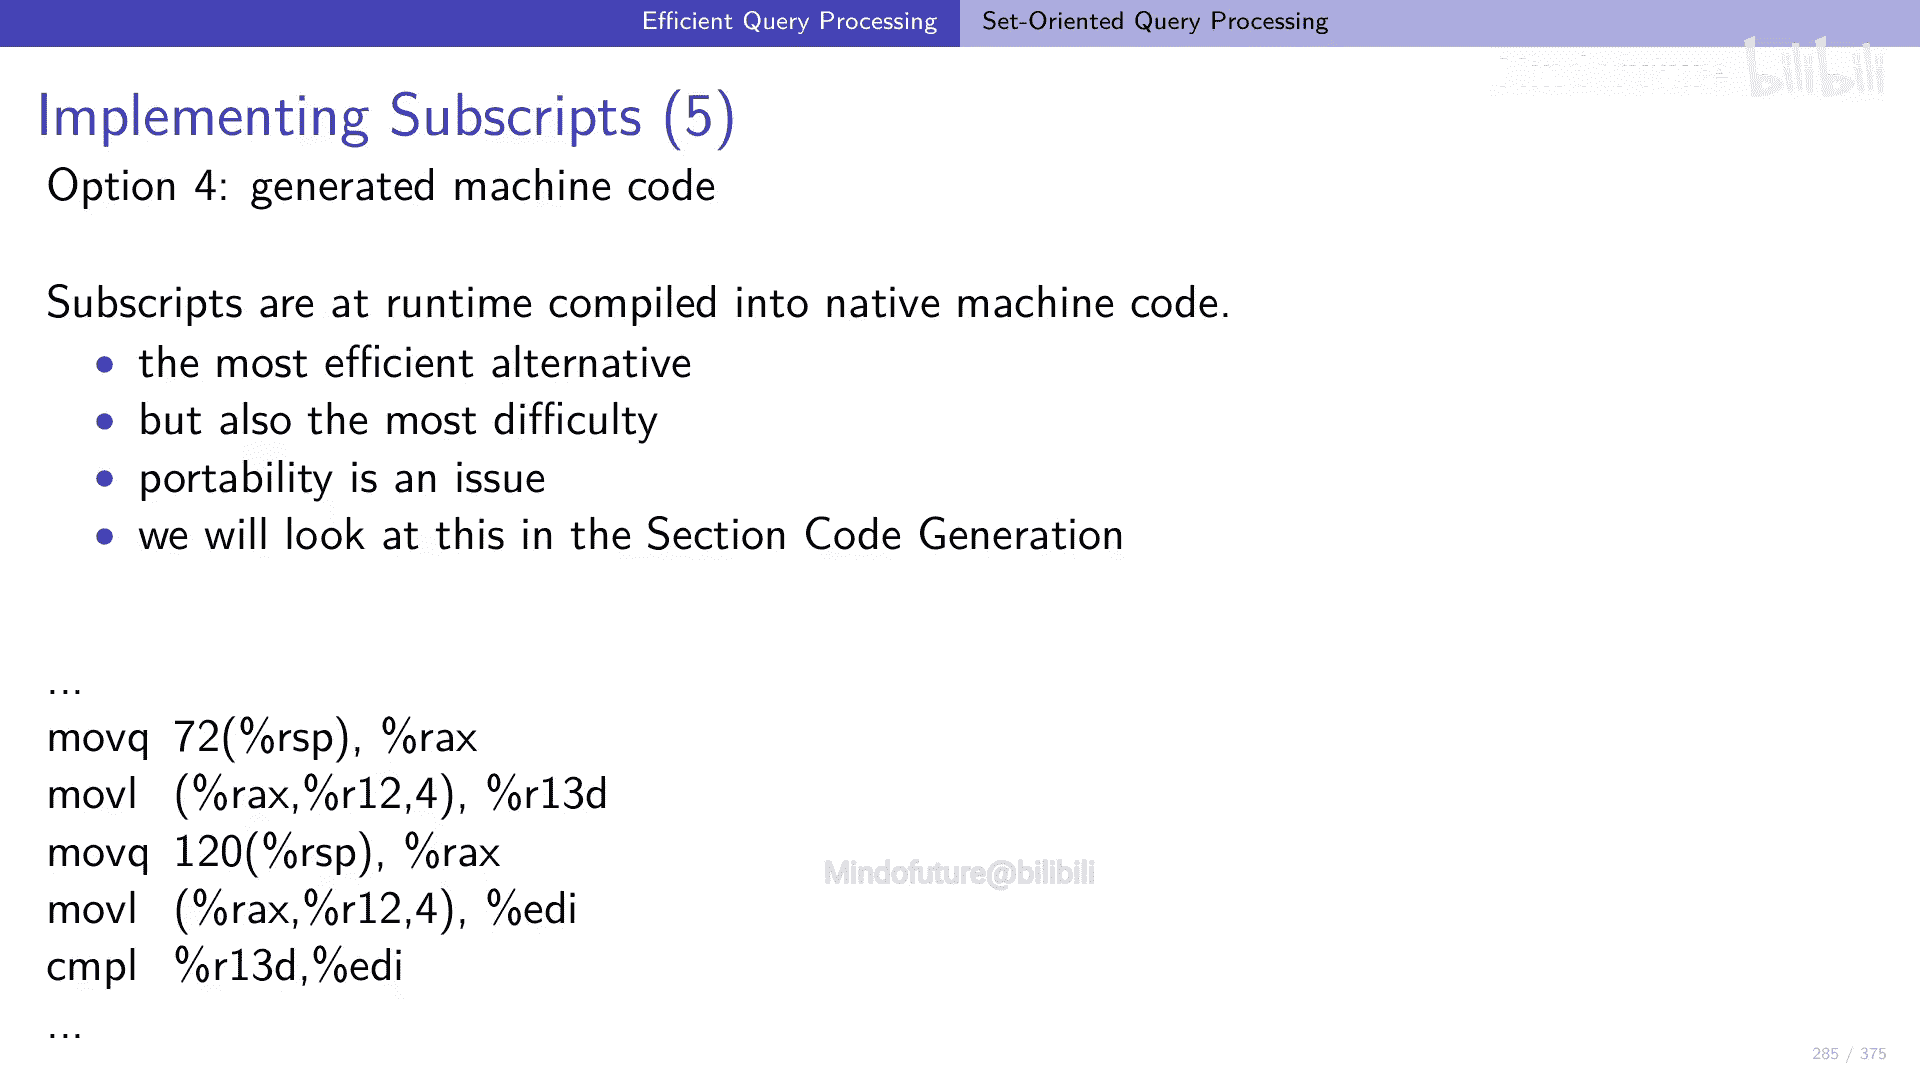 Efficient Query Processing
Set-Oriented Query Processing
bilibili
Implementing Subscripts (5)
Option 4: generated machine code
Subscripts are at runtime compiled into native machine code.
• the most efficient alternative
• but also the most difficulty
• portability is an issue
• we will look at this in the Section Code Generation
...
movq 72(%rsp), %rax
movl (%rax,%r12,4), %r13d
movq 120(%rsp), %rax
movl (%rax,%r12,4), %edi
cmpl %r13d,%edi
...
Mindofuture@bilibili
285 / 375